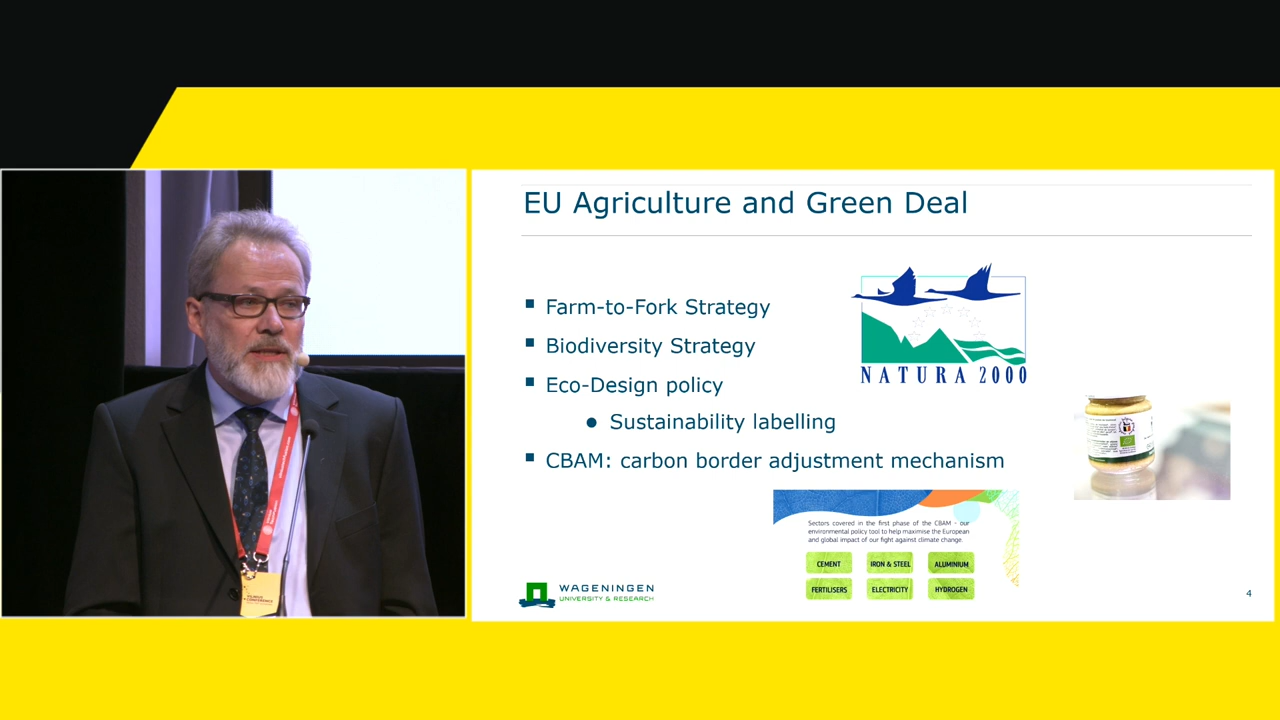 EU Agriculture and Green Deal
Farm-to-Fork Strategy
Biodiversity Strategy
Eco-Design policy
Sustainability labelling
CBAM: carbon border adjustment mechanism
NATURA 2000
Sectors covered in the first phase of the CBAM - our
environmental policy tool to help maximise the European
and global impact of our fight against climate change.
CEMENT IRON & STEEL ALUMINIUM
FERTILISERS ELECTRICITY HYDROGEN
WAGENINGEN
UNIVERSITY & RESEARCH
4
CONFERENCE